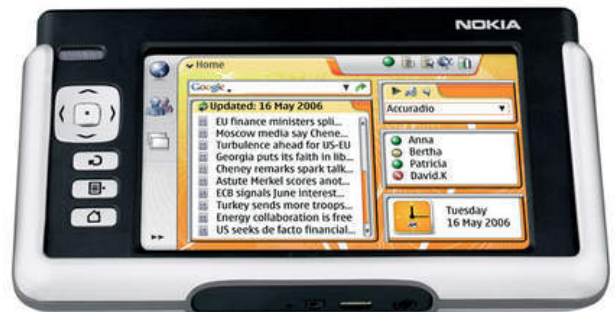 NOKIA
Home
Google
Updated: 16 May 2006
EU finance ministers spli...
Moscow media say Chene...
Turbulence ahead for US-EU
Georgia puts its faith in lib...
Cheney remarks spark talk...
Astute Merkel scores anot...
ECB signals June interest...
Turkey sends more troops...
Energy collaboration is free
US seeks de facto financial...
Accuradio
Anna
Bertha
Patricia
David.K
Tuesday
16 May 2006